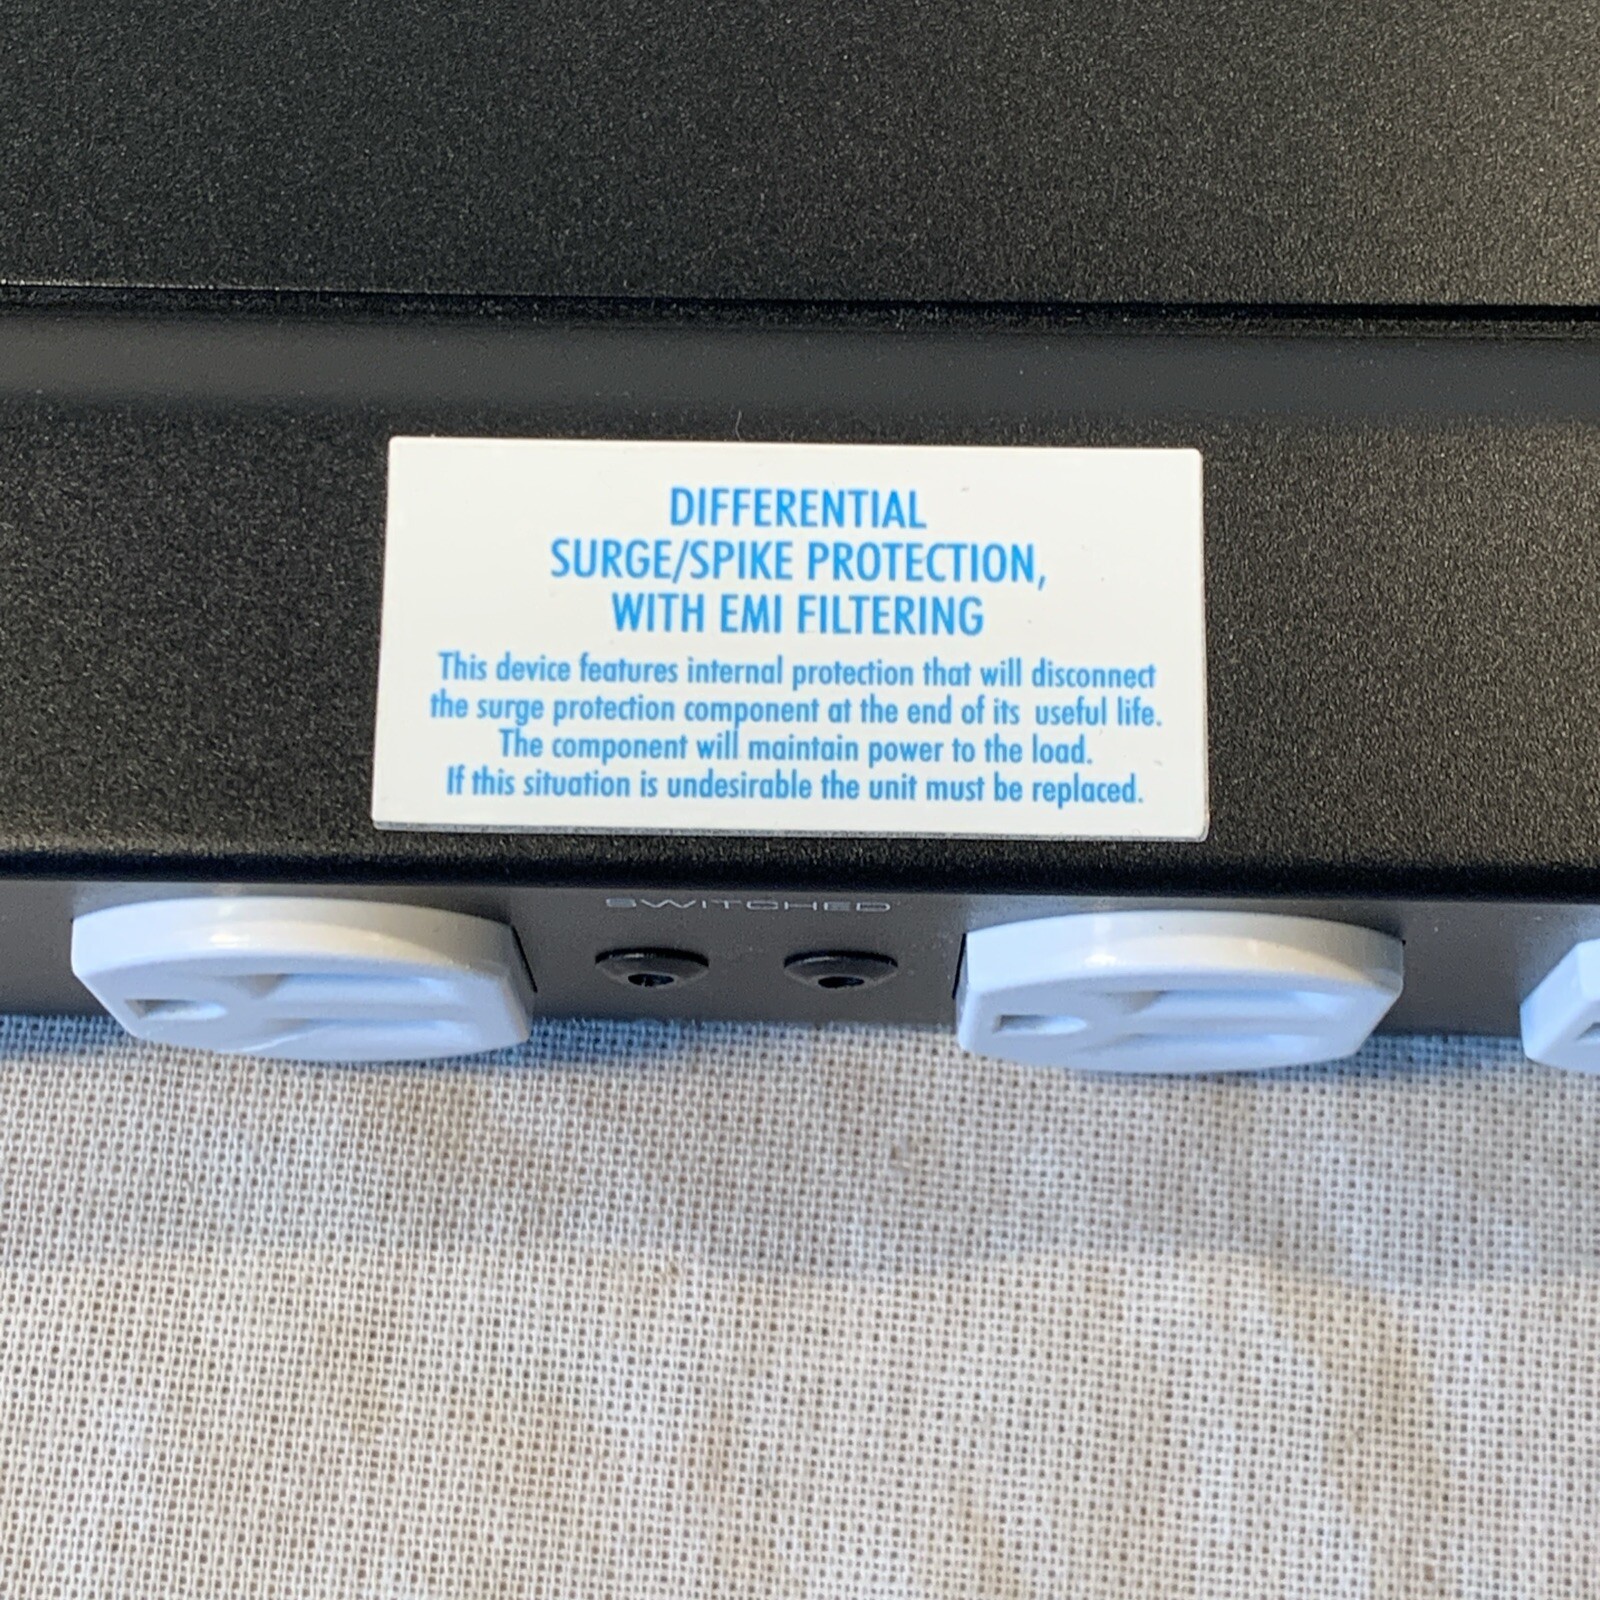 DIFFERENTIAL
SURGE/SPIKE PROTECTION,
WITH EMI FILTERING
This device features internal protection that will disconnect
the surge protection component at the end of its useful life.
The component will maintain power to the load.
If this situation is undesirable the unit must be replaced.
SWITCHED